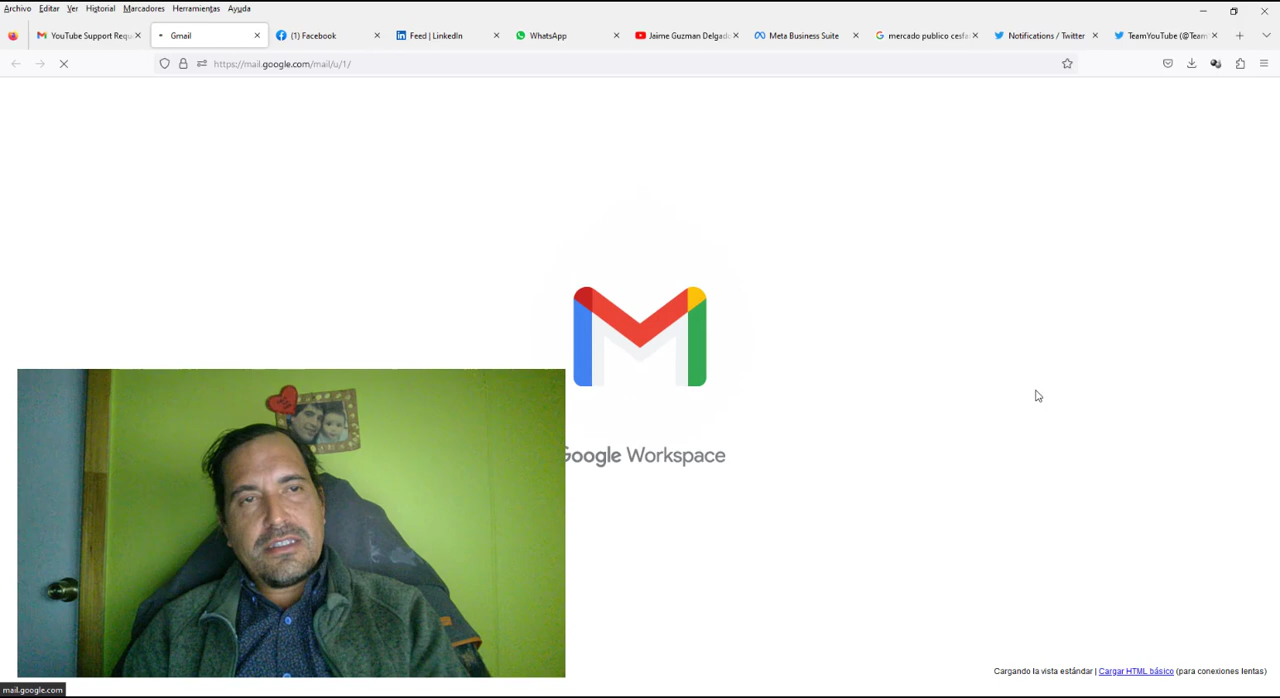 Archivo Editar Ver Historial Marcadores Herramientas Ayuda
YouTube Support Requ
Gmail
(1) Facebook
Feed | LinkedIn
WhatsApp
Jaime Guzman Delgad
Meta Business Suite
mercado publico cesfa
Notifications / Twitter
TeamYouTube (@Team
https://mail.google.com/mail/u/1/
Google Workspace
Cargando la vista estándar | Cargar HTML básico (para conexiones lentas)
mail.google.com